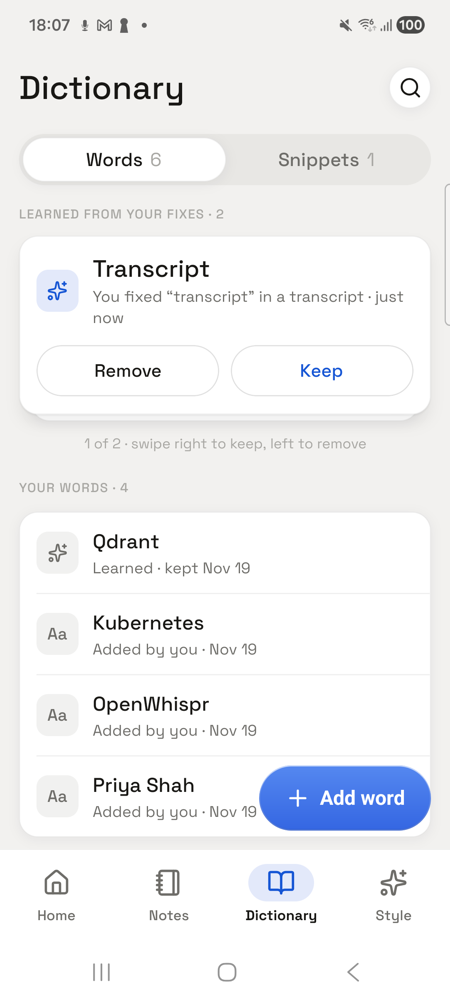 18:07
100
Dictionary
Words 6
Snippets 1
LEARNED FROM YOUR FIXES · 2
Transcript
You fixed “transcript” in a transcript · just
now
Remove
Keep
1 of 2 · swipe right to keep, left to remove
YOUR WORDS · 4
Qdrant
Learned · kept Nov 19
Aa
Kubernetes
Added by you · Nov 19
Aa
OpenWhispr
Added by you · Nov 19
Aa
Priya Shah
Added by you · Nov 19
Add word
Home
Notes
Dictionary
Style